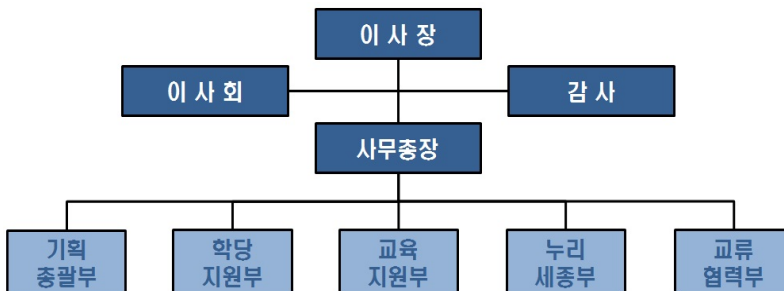 이 사 장
이 사 회
감 사
사무총장
기획
총괄부
학당
지원부
교육
지원부
누리
세종부
교류
협력부